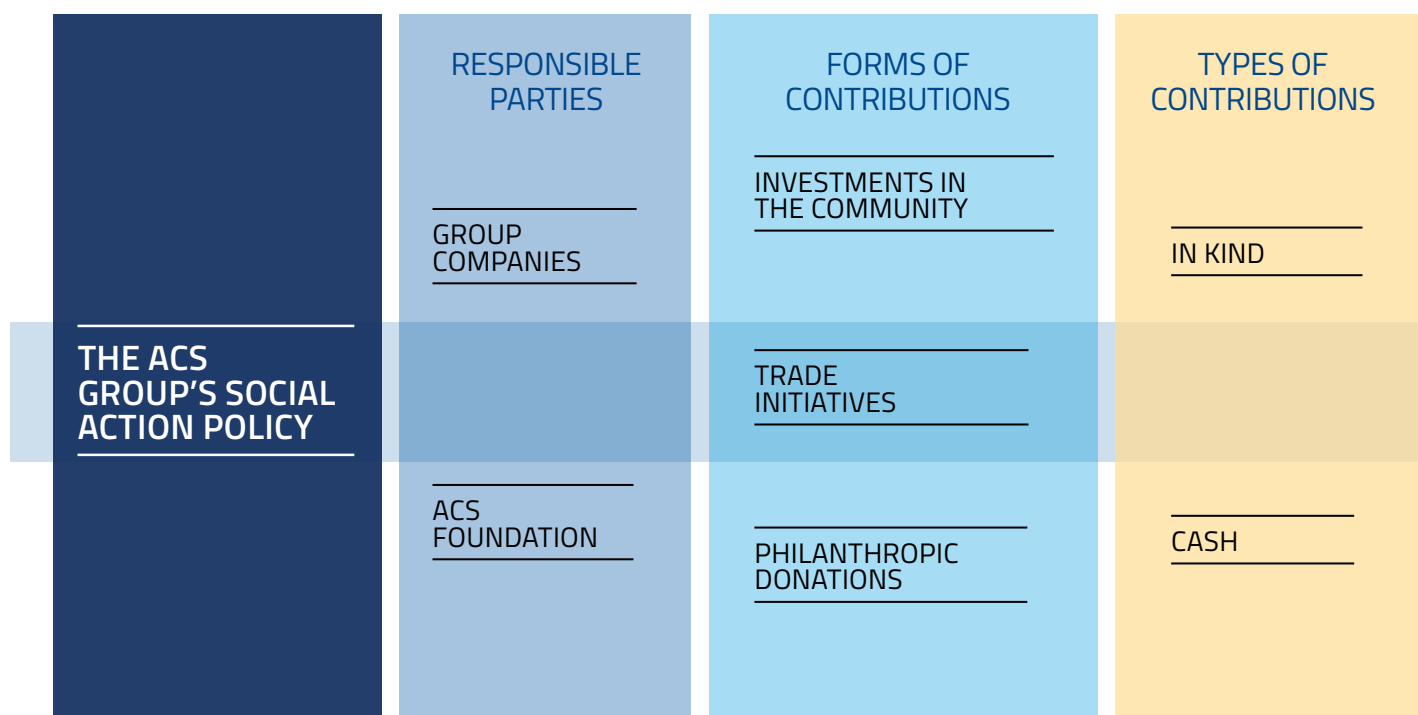 THE ACS
GROUP’S SOCIAL
ACTION POLICY
RESPONSIBLE
PARTIES
GROUP
COMPANIES
ACS
FOUNDATION
FORMS OF
CONTRIBUTIONS
INVESTMENTS IN
THE COMMUNITY
TRADE
INITIATIVES
PHILANTHROPIC
DONATIONS
TYPES OF
CONTRIBUTIONS
IN KIND
CASH